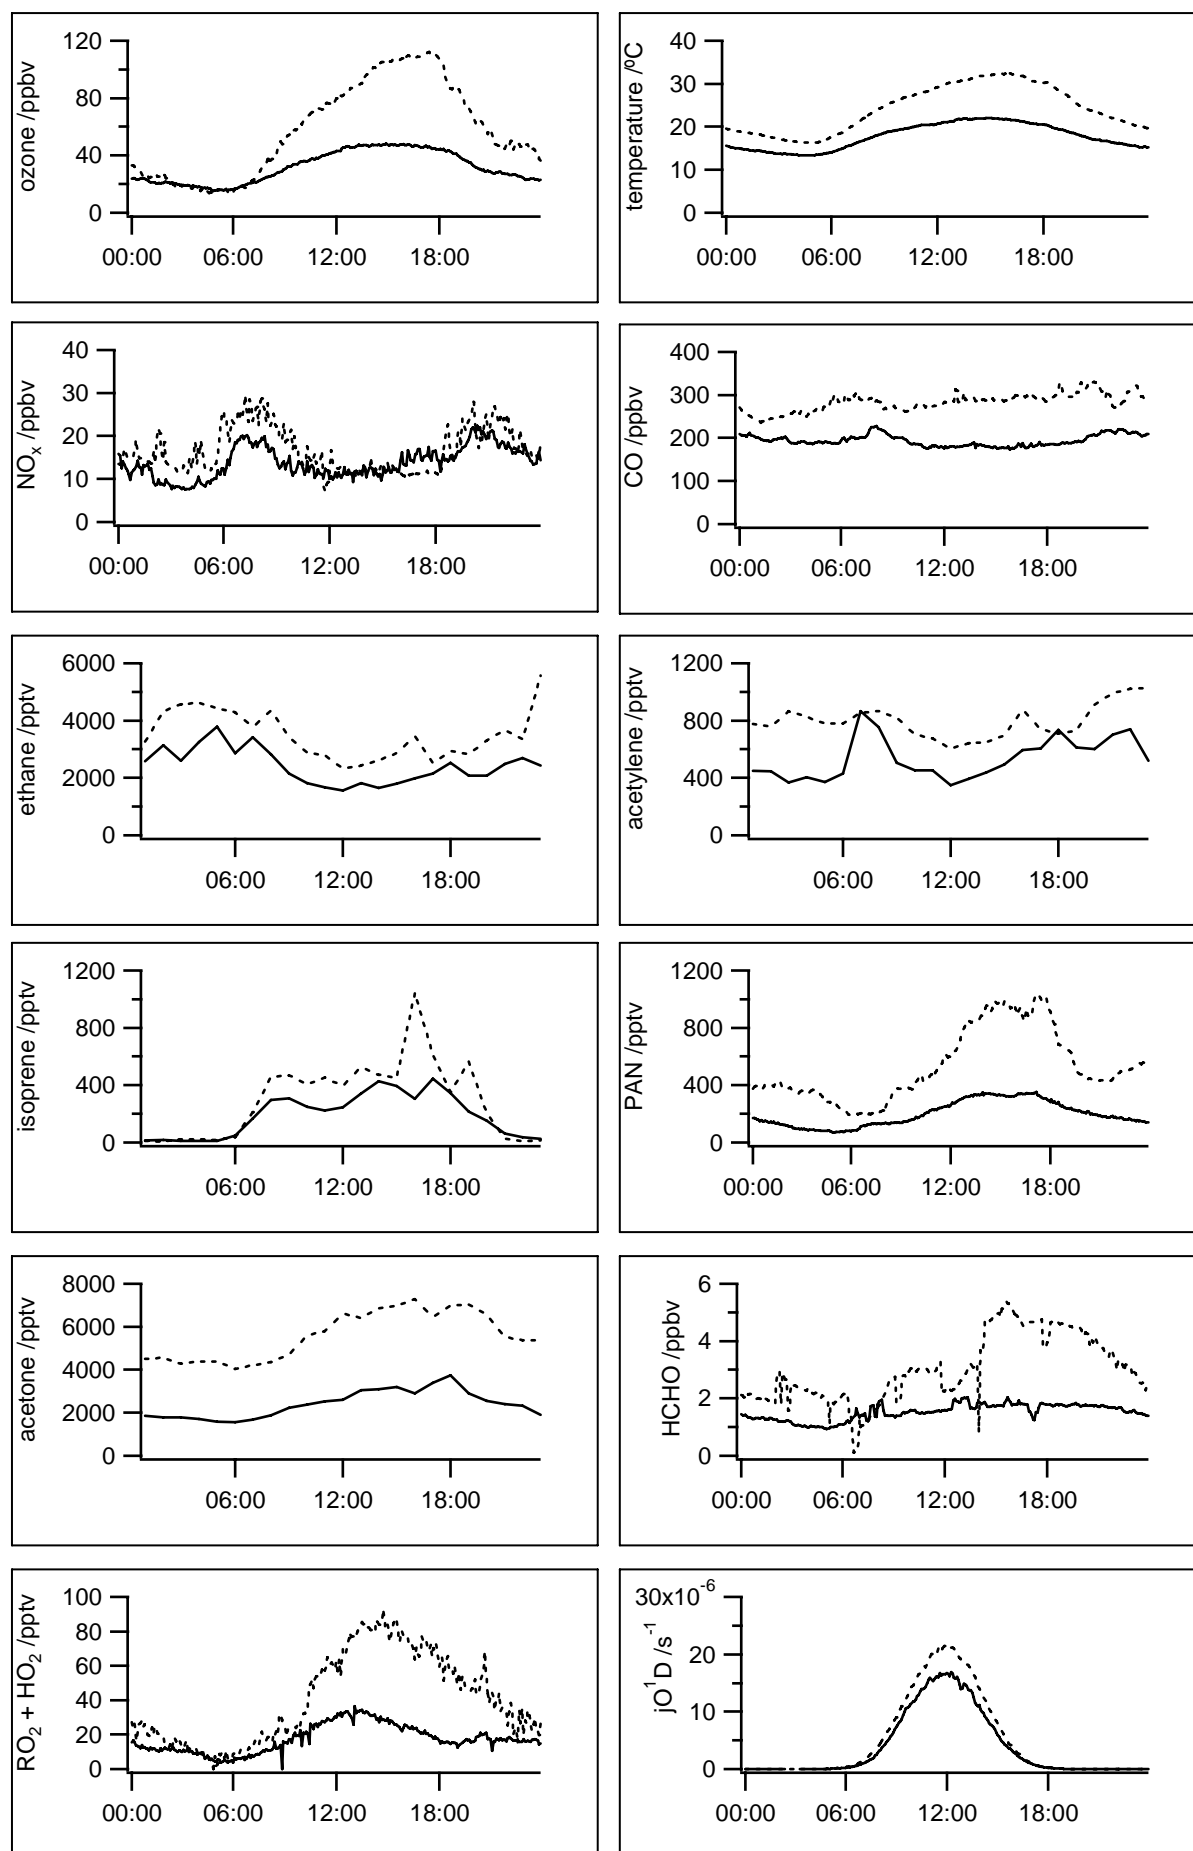 120
80
40
0
ozone /ppbv
00:00 06:00 12:00 18:00
40
30
20
10
0
temperature /ºC
00:00 06:00 12:00 18:00
40
30
20
10
0
NOx /ppbv
00:00 06:00 12:00 18:00
400
300
200
100
0
CO /ppbv
00:00 06:00 12:00 18:00
6000
4000
2000
0
ethane /pptv
06:00 12:00 18:00
1200
800
400
0
acetylene /pptv
06:00 12:00 18:00
1200
800
400
0
isoprene /pptv
06:00 12:00 18:00
1200
800
400
0
PAN /pptv
00:00 06:00 12:00 18:00
8000
6000
4000
2000
0
acetone /pptv
06:00 12:00 18:00
6
4
2
0
HCHO /ppbv
00:00 06:00 12:00 18:00
100
80
60
40
20
0
RO2 + HO2 /pptv
00:00 06:00 12:00 18:00
30x10-6
20
10
0
jO1D /s-1
00:00 06:00 12:00 18:00